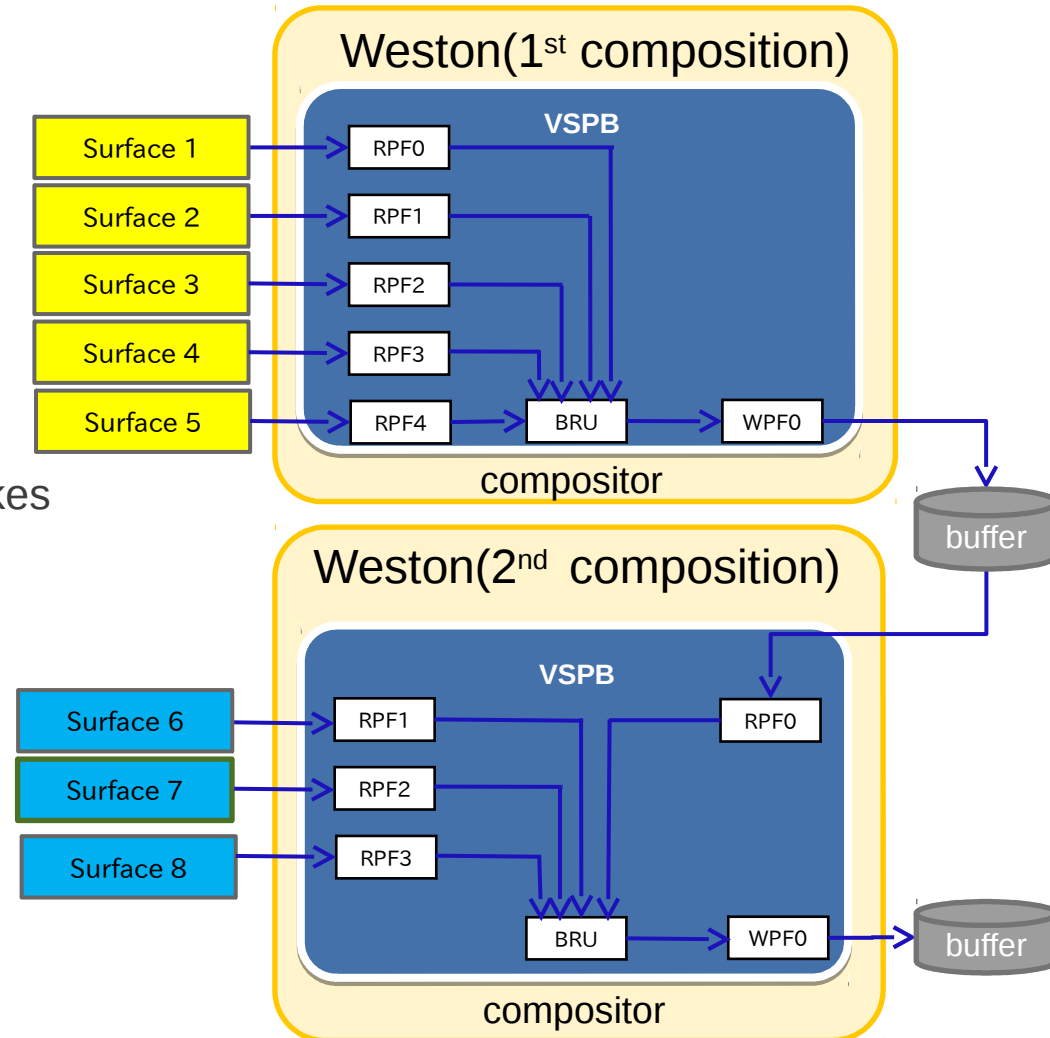 Weston(1st composition)
VSPB
Surface 1
RPF0
Surface 2
RPF1
Surface 3
RPF2
Surface 4
RPF3
Surface 5
RPF4
BRU
WPF0
compositor
kes
buffer
Weston(2nd composition)
VSPB
Surface 6
RPF1
RPF0
Surface 7
RPF2
Surface 8
RPF3
BRU
WPF0
buffer
compositor